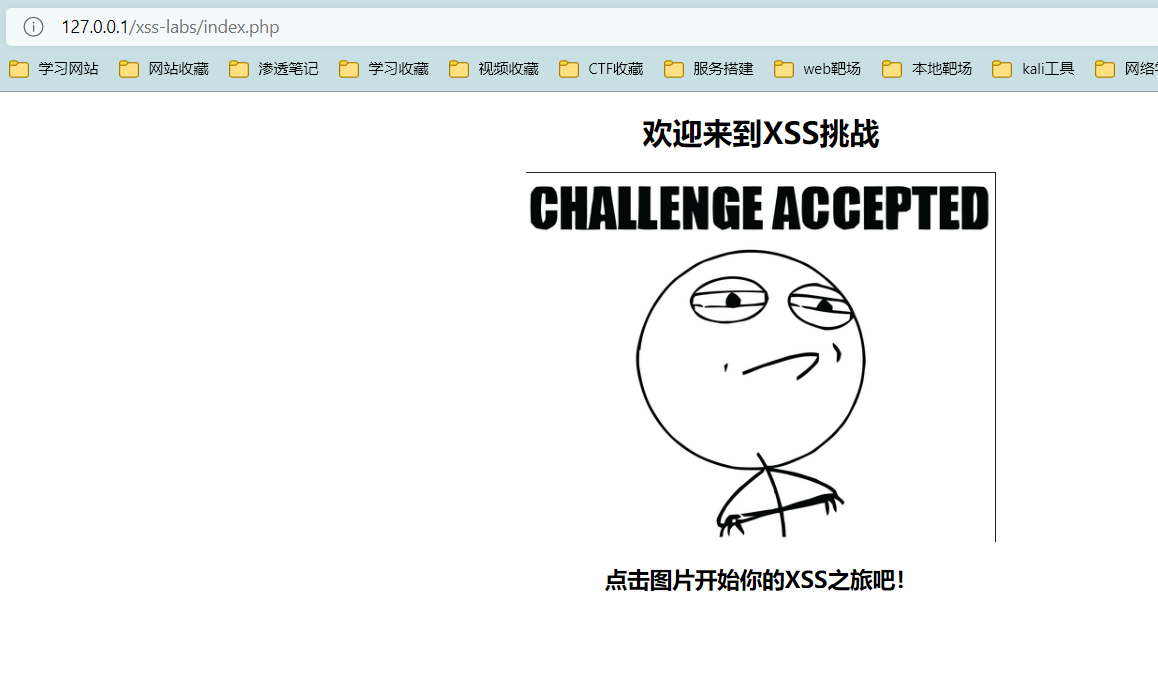 127.0.0.1/xss-labs/index.php
学习网站 网站收藏 渗透笔记 学习收藏 视频收藏 CTF收藏 服务搭建 web靶场 本地靶场 kali工具 网络
欢迎来到XSS挑战
CHALLENGE ACCEPTED
点击图片开始你的XSS之旅吧！